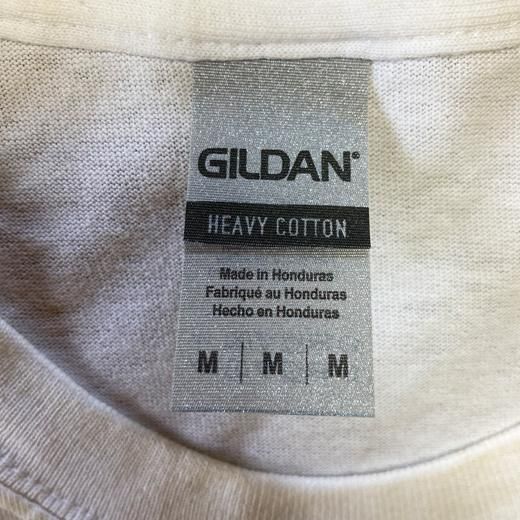 GILDAN®
HEAVY COTTON
Made in Honduras
Fabriqué au Honduras
Hecho en Honduras
M | M | M